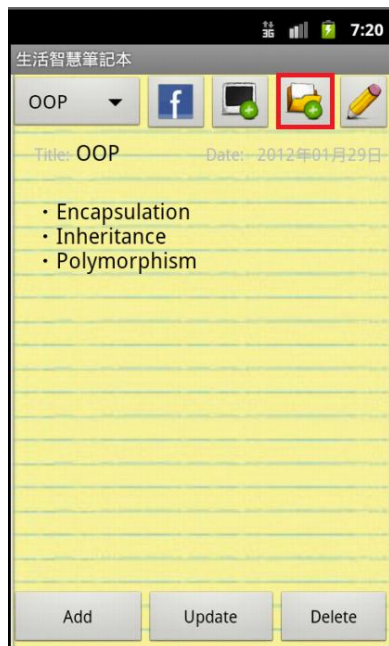 3G 7:20
生活智慧筆記本
OOP f
Title: OOP Date: 2012年01月29日
・Encapsulation
・Inheritance
・Polymorphism
Add Update Delete